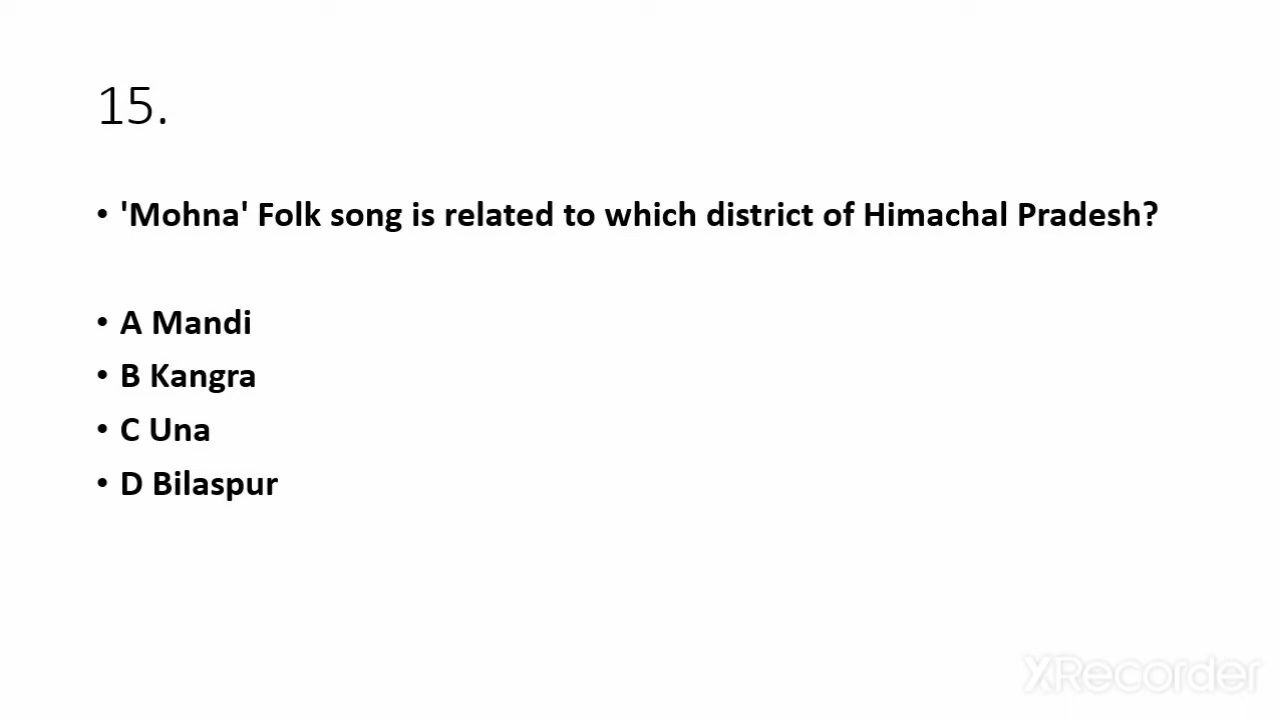 15.
• 'Mohna' Folk song is related to which district of Himachal Pradesh?
• A Mandi
• B Kangra
• C Una
• D Bilaspur
XRecorder